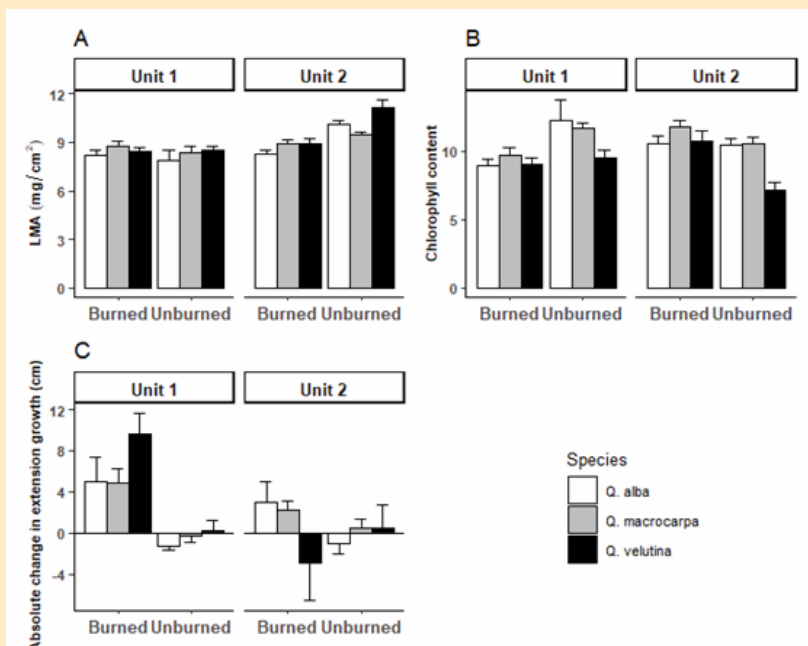 A
Unit 1
Unit 2
LMA (mg/cm²)
12
9
6
3
0
Burned Unburned
Burned Unburned
B
Unit 1
Unit 2
Chlorophyll content
10
5
0
Burned Unburned
Burned Unburned
C
Unit 1
Unit 2
Absolute change in extension growth (cm)
12
8
4
0
-4
Burned Unburned
Burned Unburned
Species
Q. alba
Q. macrocarpa
Q. velutina